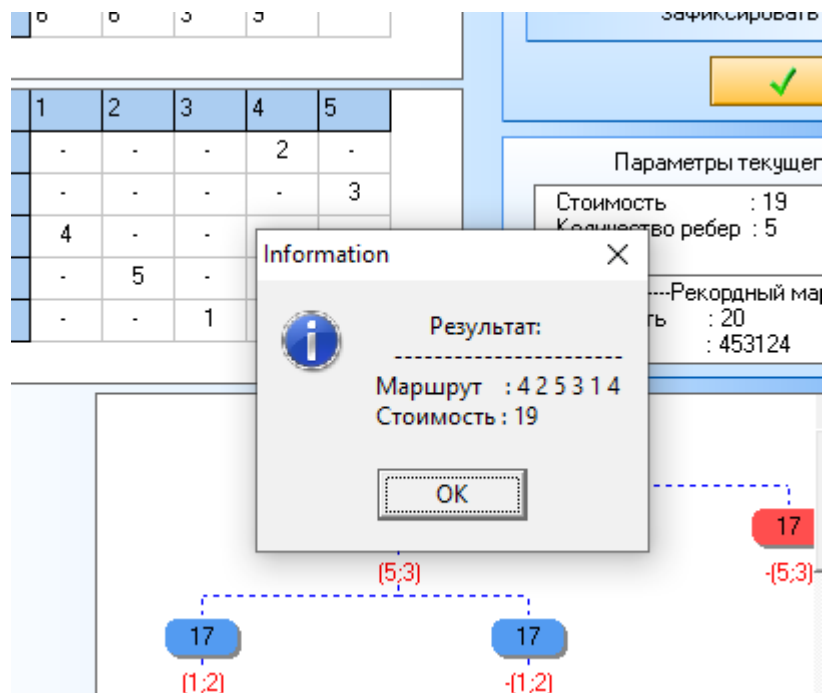 6 6 3 9
зафиксировать
1 2 3 4 5
- - - 2 -
- - - - 3
4 - -
- 5 -
- - 1
Параметры текущег
Стоимость : 19
Количество ребер : 5
----Рекордный мар
ть : 20
: 453124
Information
Результат:
-----------------------
Маршрут : 4 2 5 3 1 4
Стоимость : 19
OK
17
(5;3) -(5;3)
17 17
(1;2) -(1;2)